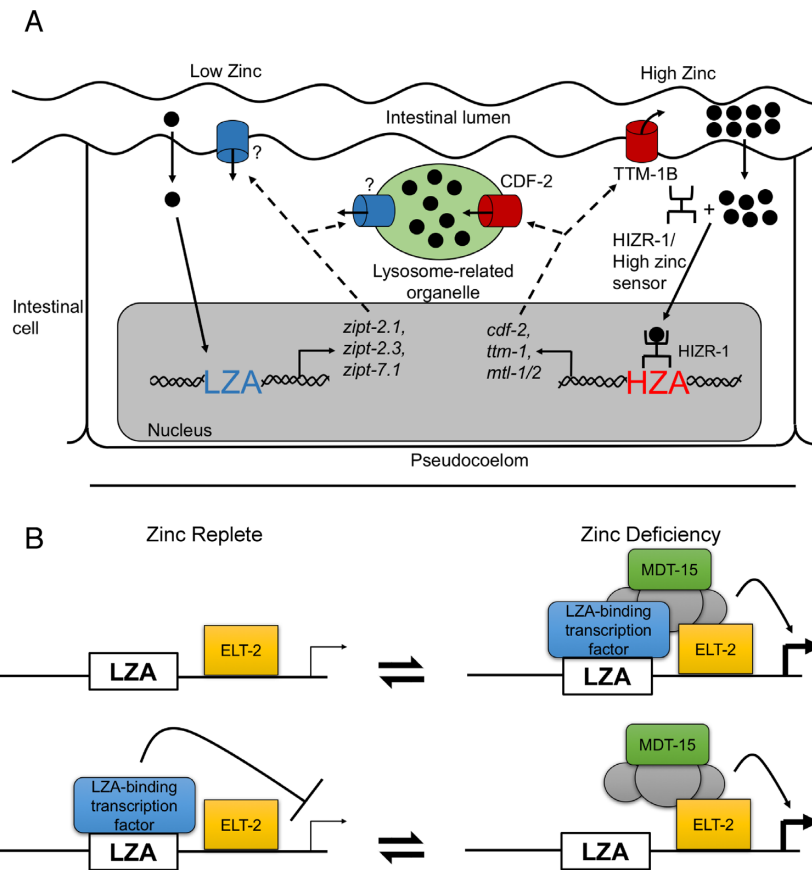 A
Low Zinc
High Zinc
Intestinal lumen
?
TTM-1B
?
CDF-2
+
HIZR-1/
High zinc
sensor
Lysosome-related
organelle
Intestinal
cell
zipt-2.1,
zipt-2.3,
zipt-7.1
cdf-2,
ttm-1,
mtl-1/2
HIZR-1
LZA
HZA
Nucleus
Pseudocoelom
B
Zinc Replete
Zinc Deficiency
LZA
ELT-2
MDT-15
LZA-binding
transcription
factor
ELT-2
LZA
LZA-binding
transcription
factor
ELT-2
LZA
MDT-15
ELT-2
LZA